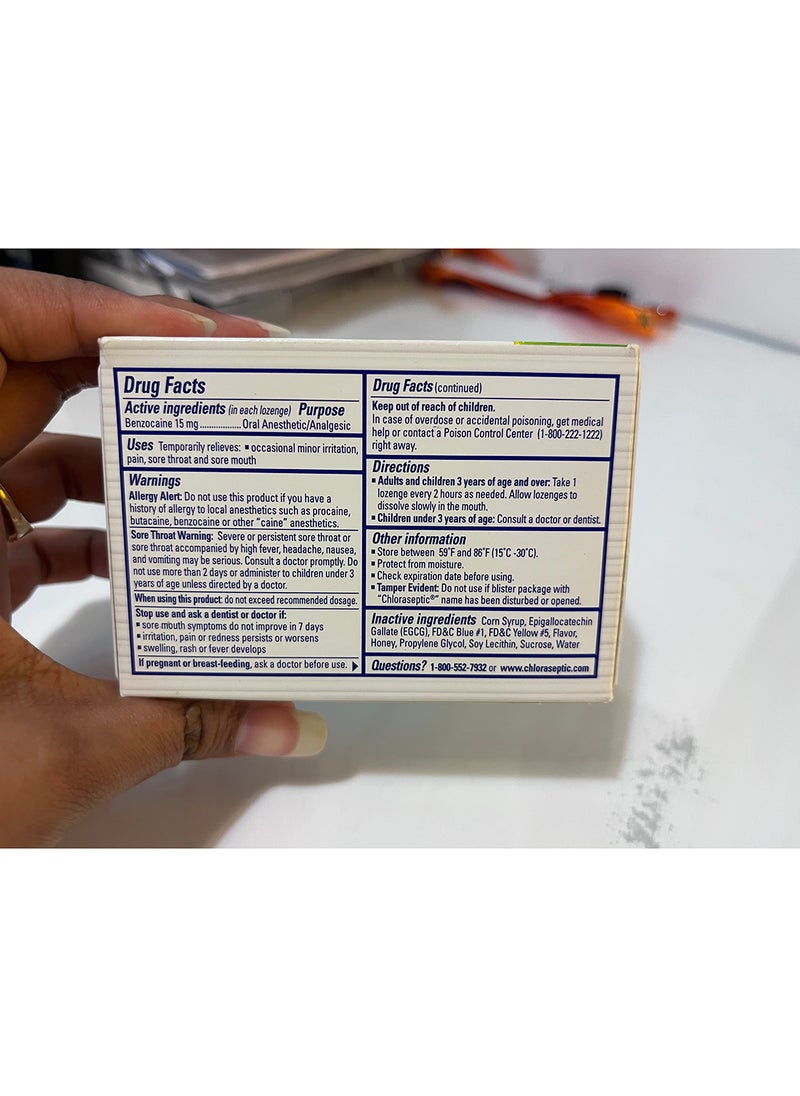 Drug Facts
Active ingredients (in each lozenge) Purpose
Benzocaine 15 mg.................. Oral Anesthetic/Analgesic
Uses Temporarily relieves: ▪ occasional minor irritation,
pain, sore throat and sore mouth
Warnings
Allergy Alert: Do not use this product if you have a
history of allergy to local anesthetics such as procaine,
butacaine, benzocaine or other "caine" anesthetics.
Sore Throat Warning: Severe or persistent sore throat or
sore throat accompanied by high fever, headache, nausea,
and vomiting may be serious. Consult a doctor promptly. Do
not use more than 2 days or administer to children under 3
years of age unless directed by a doctor.
When using this product: do not exceed recommended dosage.
Stop use and ask a dentist or doctor if:
▪ sore mouth symptoms do not improve in 7 days
▪ irritation, pain or redness persists or worsens
▪ swelling, rash or fever develops
If pregnant or breast-feeding, ask a doctor before use.
Drug Facts (continued)
Keep out of reach of children.
In case of overdose or accidental poisoning, get medical
help or contact a Poison Control Center (1-800-222-1222)
right away.
Directions
▪ Adults and children 3 years of age and over: Take 1
lozenge every 2 hours as needed. Allow lozenges to
dissolve slowly in the mouth.
▪ Children under 3 years of age: Consult a doctor or dentist.
Other information
▪ Store between 59˚F and 86˚F (15˚C -30˚C).
▪ Protect from moisture.
▪ Check expiration date before using.
▪ Tamper Evident: Do not use if blister package with
"Chloraseptic®" name has been disturbed or opened.
Inactive ingredients Corn Syrup, Epigallocatechin
Gallate (EGCG), FD&C Blue #1, FD&C Yellow #5, Flavor,
Honey, Propylene Glycol, Soy Lecithin, Sucrose, Water
Questions? 1-800-552-7932 or www.chloraseptic.com